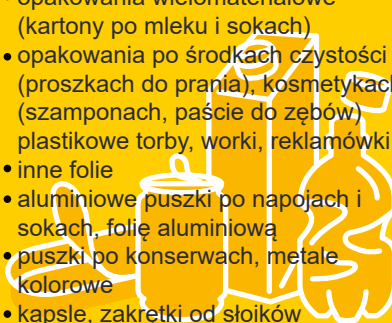 • opakowania wielomateriałowe
(kartony po mleku i sokach)
• opakowania po środkach czystości
(proszkach do prania), kosmetykach
(szamponach, paście do zębów)
plastikowe torby, worki, reklamówki
• inne folie
• aluminiowe puszki po napojach i
sokach, folię aluminiową
• puszki po konserwach, metale
kolorowe
• kapsle, zakrętki od słoików